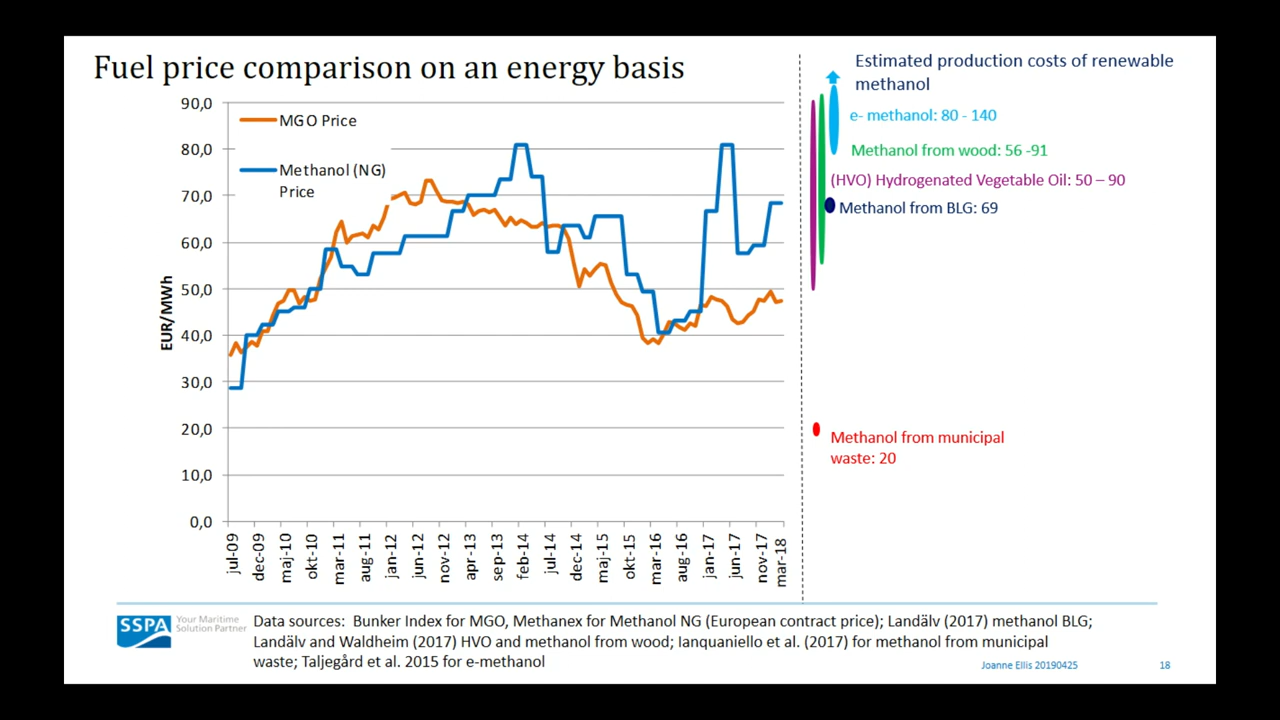 Fuel price comparison on an energy basis
90,0
80,0
70,0
60,0
50,0
40,0
30,0
20,0
10,0
0,0
EUR/MWh
MGO Price
Methanol (NG)
Price
jul-09
dec-09
maj-10
okt-10
mar-11
aug-11
jan-12
jun-12
nov-12
apr-13
sep-13
feb-14
jul-14
dec-14
maj-15
okt-15
mar-16
aug-16
jan-17
jun-17
nov-17
mar-18
Estimated production costs of renewable
methanol
e- methanol: 80 - 140
Methanol from wood: 56 -91
(HVO) Hydrogenated Vegetable Oil: 50 – 90
Methanol from BLG: 69
Methanol from municipal
waste: 20
SSPA
Your Maritime
Solution Partner
Data sources: Bunker Index for MGO, Methanex for Methanol NG (European contract price); Landälv (2017) methanol BLG;
Landälv and Waldheim (2017) HVO and methanol from wood; Ianquaniello et al. (2017) for methanol from municipal
waste; Taljegård et al. 2015 for e-methanol
Joanne Ellis 20190425
18